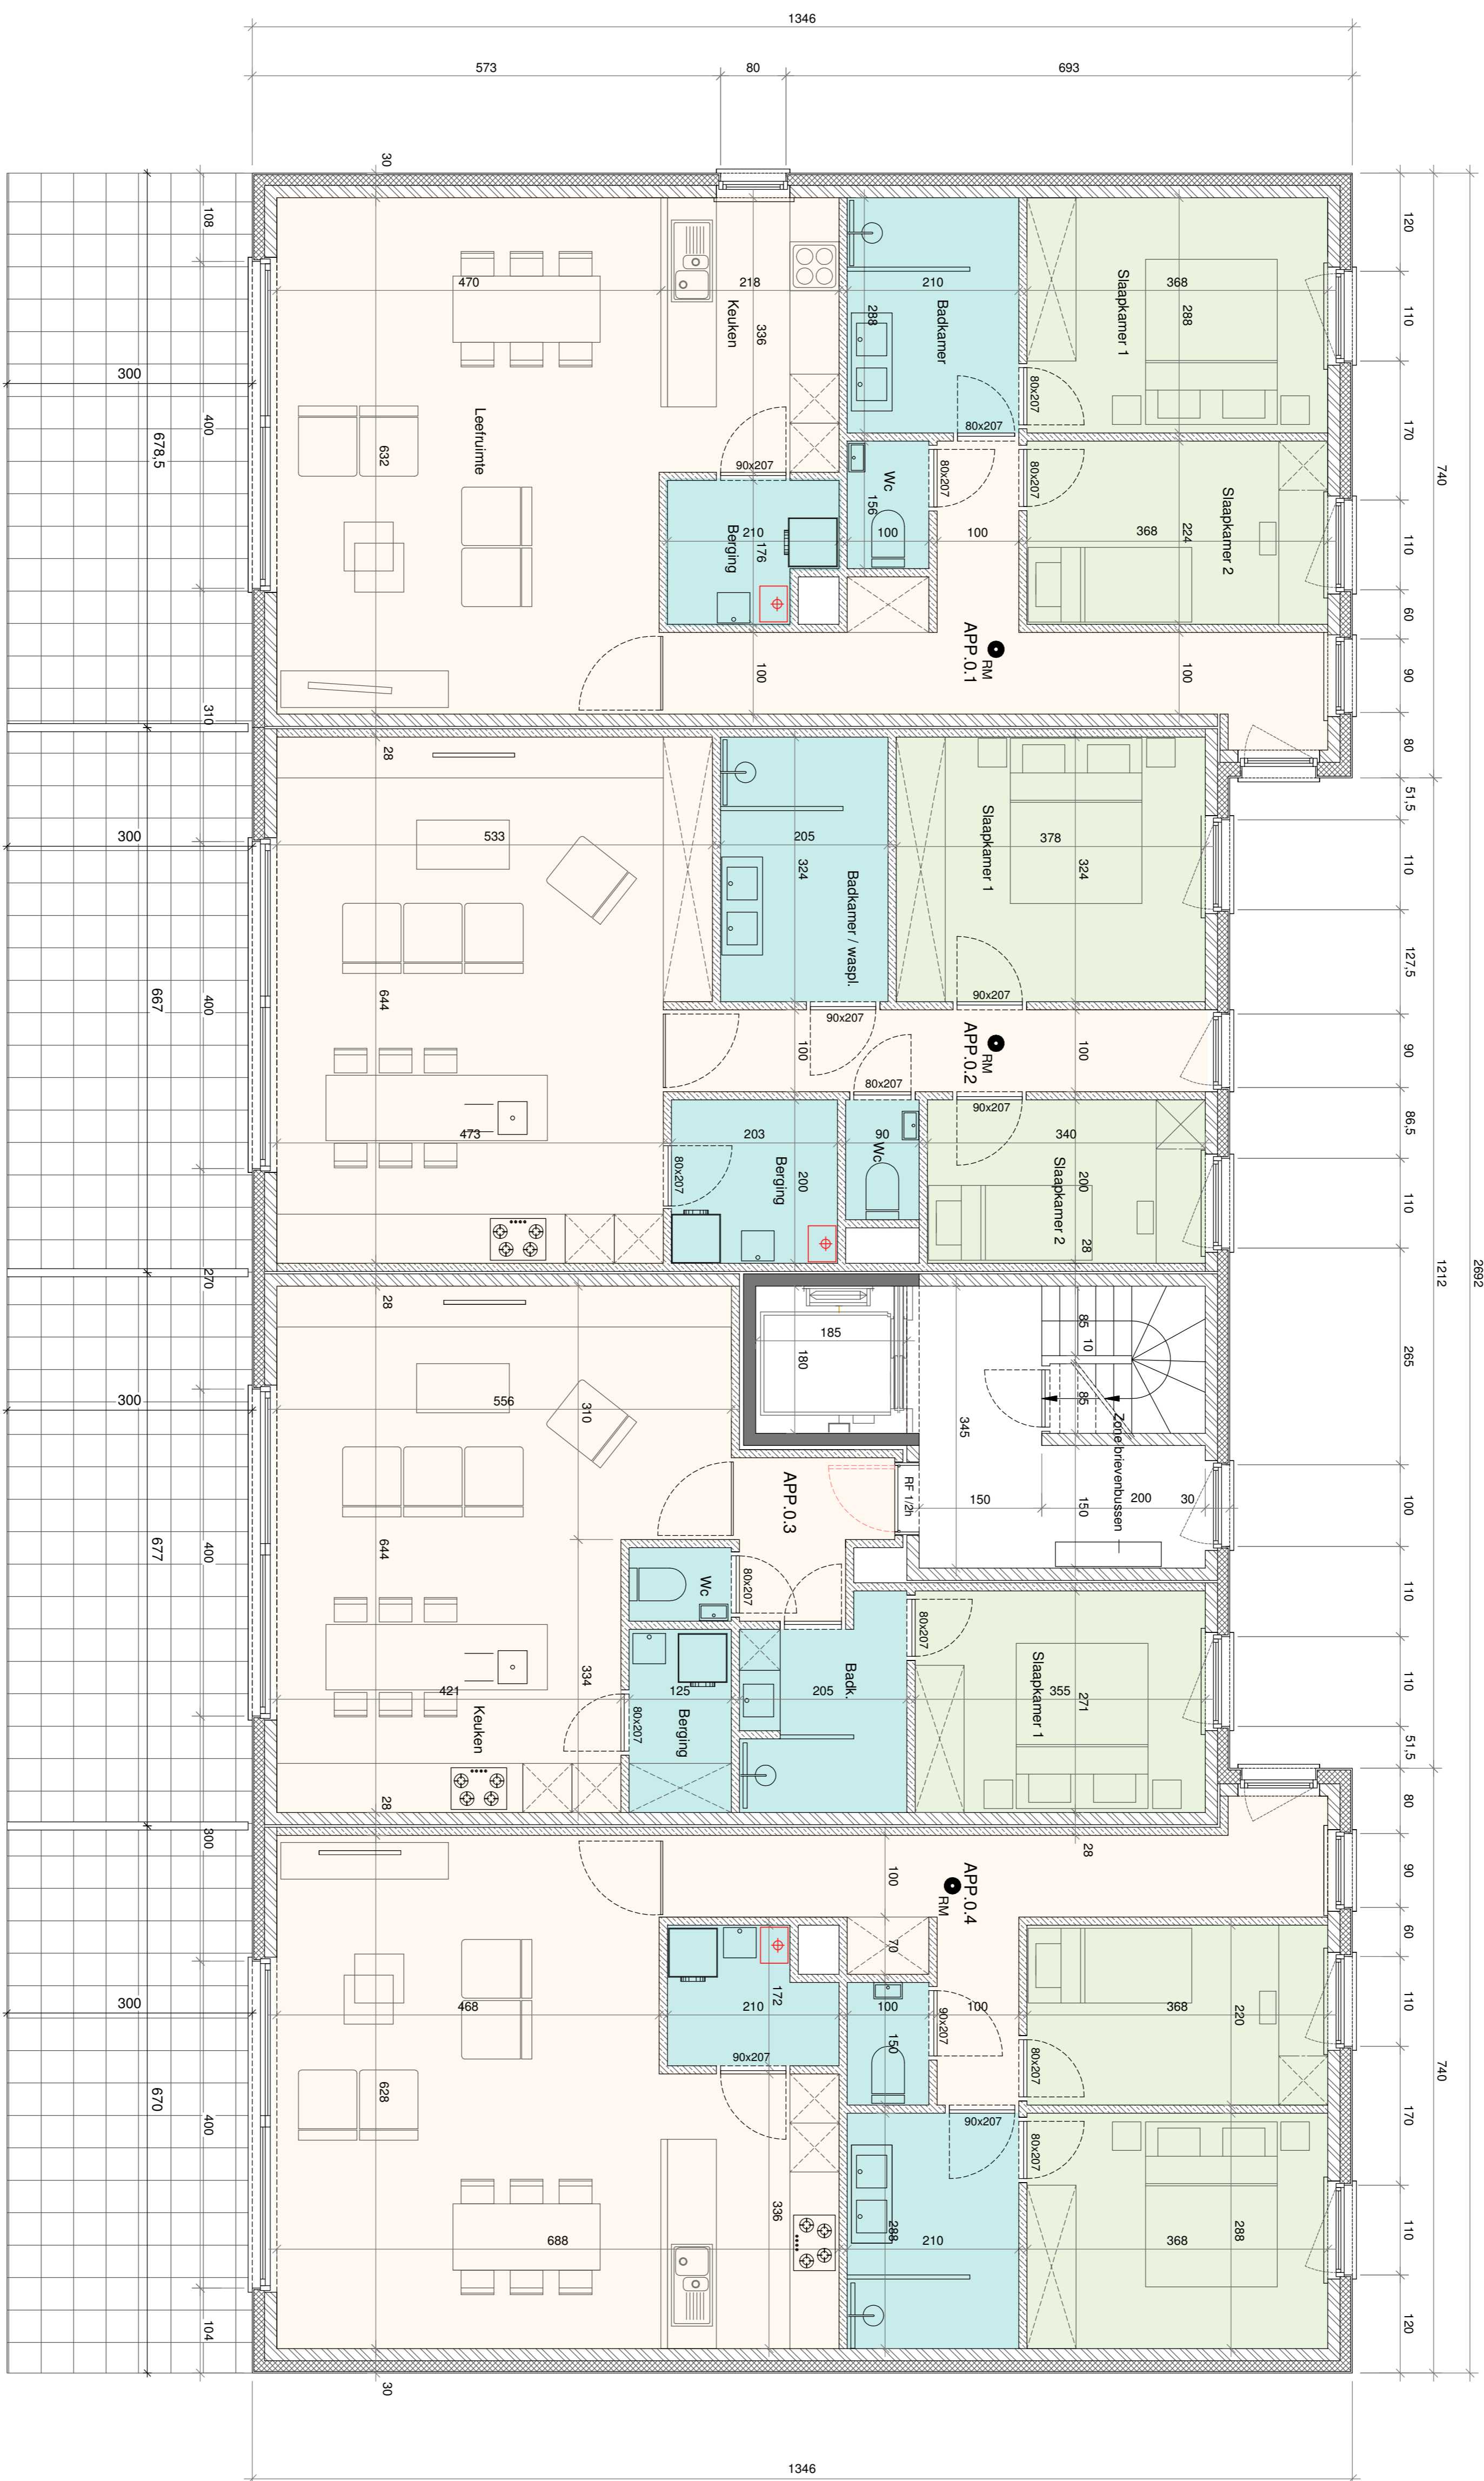 1346
573
80
693
2692
740
1212
740
120
110
170
110
60
90
80
51,5
110
127,5
90
86,5
110
265
100
110
110
51,5
80
90
60
110
170
110
120
30
108
400
310
400
270
400
300
400
104
30
678,5
667
677
670
300
300
300
300
470
218
210
368
Keuken
336
Badkamer
288
Slaapkamer 1
288
80x207
80x207
80x207
80x207
90x207
Leefruimte
632
Wc
156
Slaapkamer 2
224
368
210
Berging
176
100
100
APP.0.1
RM
100
100
28
533
205
378
324
Badkamer / waspl.
Slaapkamer 1
324
90x207
90x207
644
100
APP.0.2
RM
100
80x207
90x207
473
203
90
340
80x207
Berging
200
Wc
Slaapkamer 2
200
28
28
556
310
185
180
85
10
85
345
Zone brievenbussen
150
150
200
30
RF 1/2h
APP.0.3
644
Wc
80x207
80x207
334
421
125
205
355
Keuken
80x207
Berging
Badk.
Slaapkamer 1
271
28
28
100
APP.0.4
RM
70
468
210
172
100
100
368
220
150
90x207
80x207
90x207
90x207
80x207
628
336
688
288
210
368
288
1346